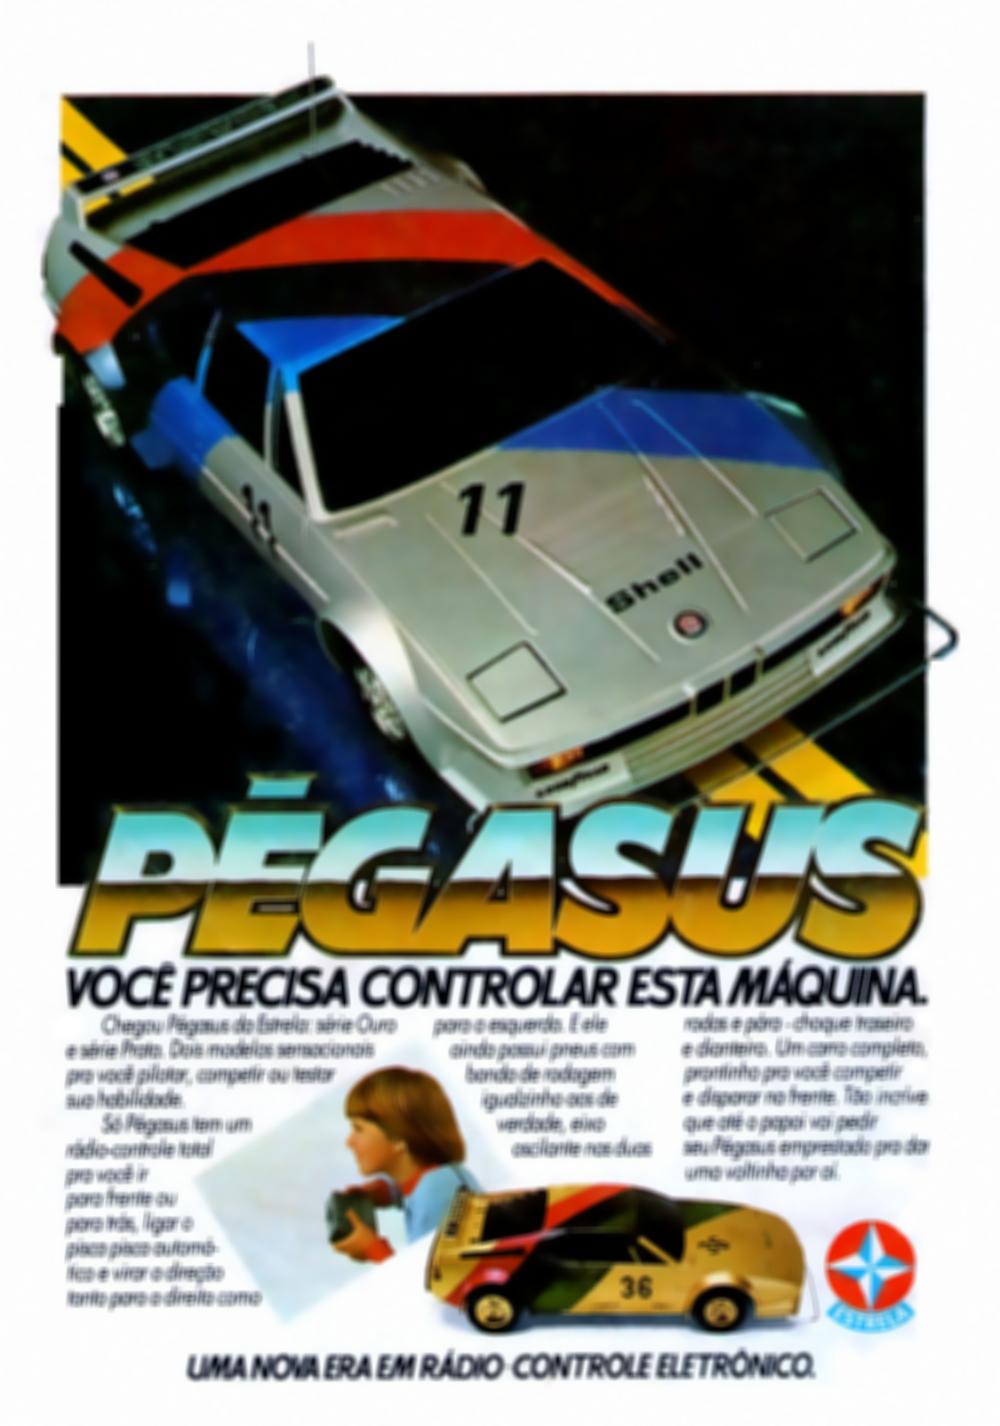 11
11
Shell
GOODYEAR
GOODYEAR
PÉGASUS
VOCÊ PRECISA CONTROLAR ESTA MÁQUINA.
Chegou Pégasus da Estrela: série Ouro
e série Prata. Dois modelos sensacionais
pra você pilotar, competir ou testar
sua habilidade.
Só Pégasus tem um
rádio-controle total
pra você ir
para frente ou
para trás, ligar o
pisca pisca automá-
tico e virar a direção
tanto para a direita como
para a esquerda. E ele
ainda possui pneus com
banda de rodagem
igualzinha aos de
verdade, eixo
oscilante nas duas
rodas e pára-choque traseiro
e dianteiro. Um carro completo,
prontinho pra você competir
e disparar na frente. Tão incrível
que até o papai vai pedir
seu Pégasus emprestado pra dar
uma voltinha por aí.
36
ESTRELA
UMA NOVA ERA EM RÁDIO-CONTROLE ELETRÔNICO.